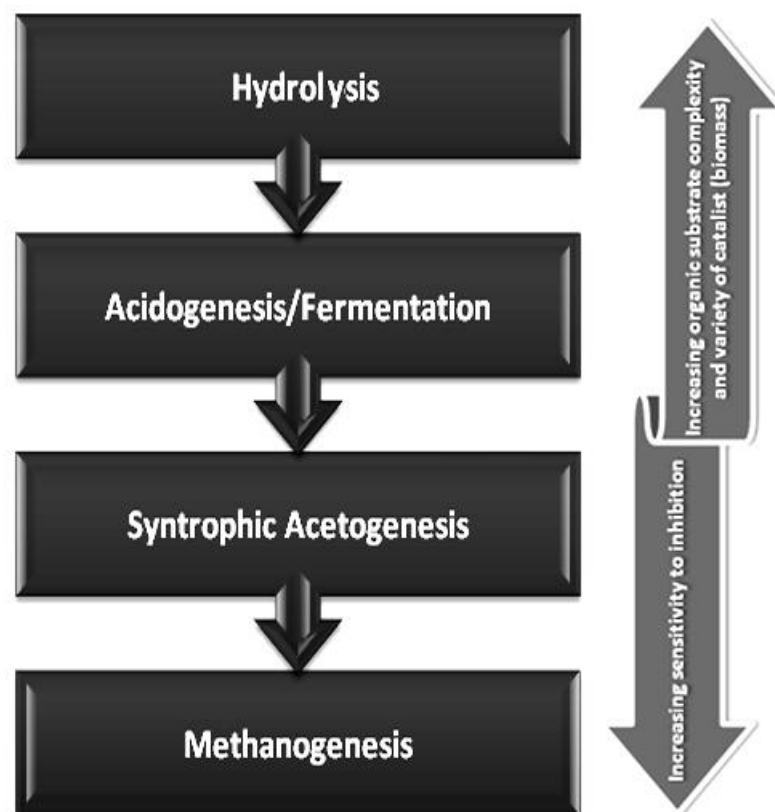 Hydrolysis
Acidogenesis/Fermentation
Syntrophic Acetogenesis
Methanogenesis
Increasing organic substrate complexity
and variety of catalist (biomass)
Increasing sensitivity to inhibition